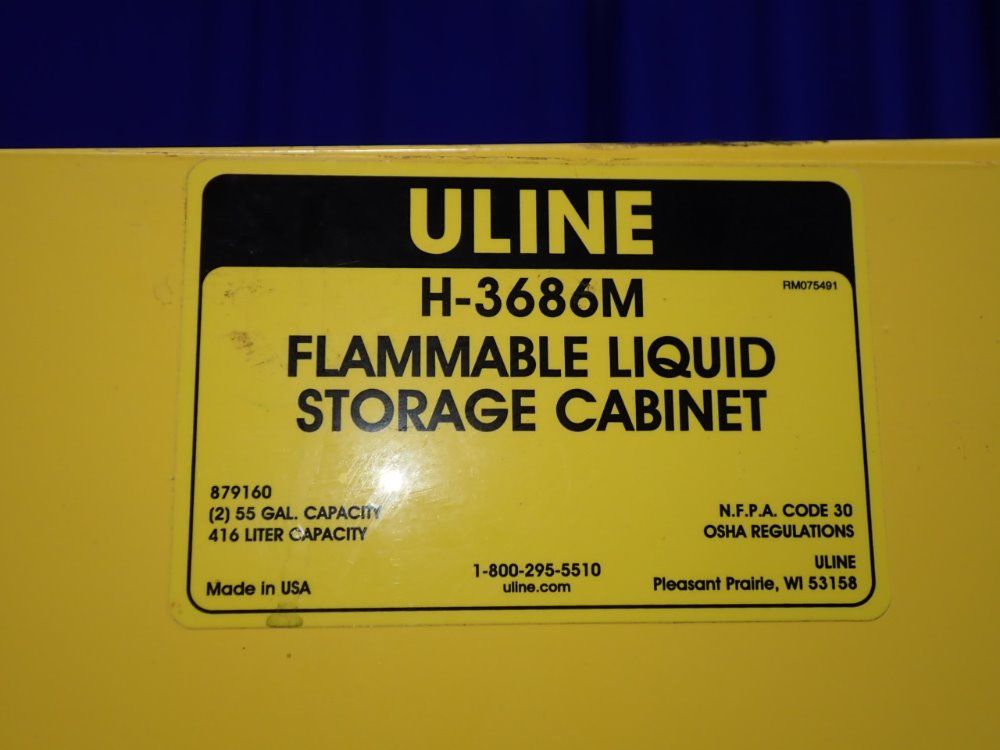 ULINE
H-3686M
RM075491
FLAMMABLE LIQUID
STORAGE CABINET
879160
(2) 55 GAL. CAPACITY
416 LITER CAPACITY
Made in USA
1-800-295-5510
uline.com
N.F.P.A. CODE 30
OSHA REGULATIONS
ULINE
Pleasant Prairie, WI 53158